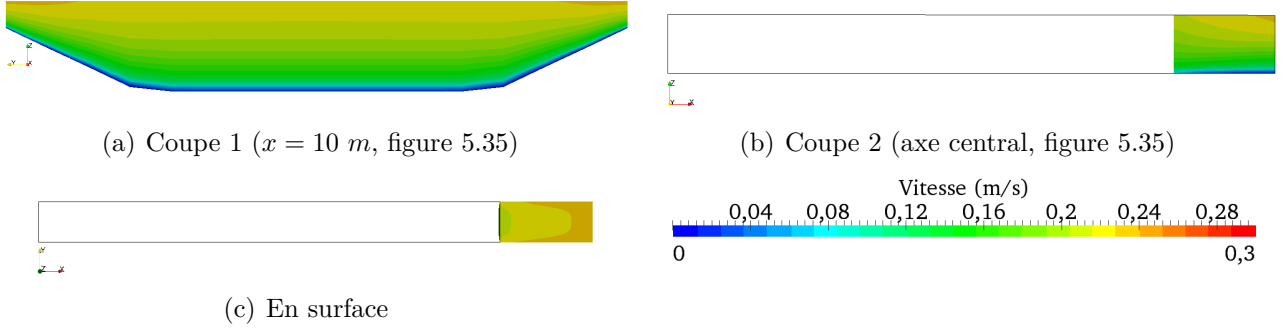 (a) Coupe 1 (x = 10 m, figure 5.35)
(b) Coupe 2 (axe central, figure 5.35)
Vitesse (m/s)
0,04 0,08 0,12 0,16 0,2 0,24 0,28
0 0,3
(c) En surface